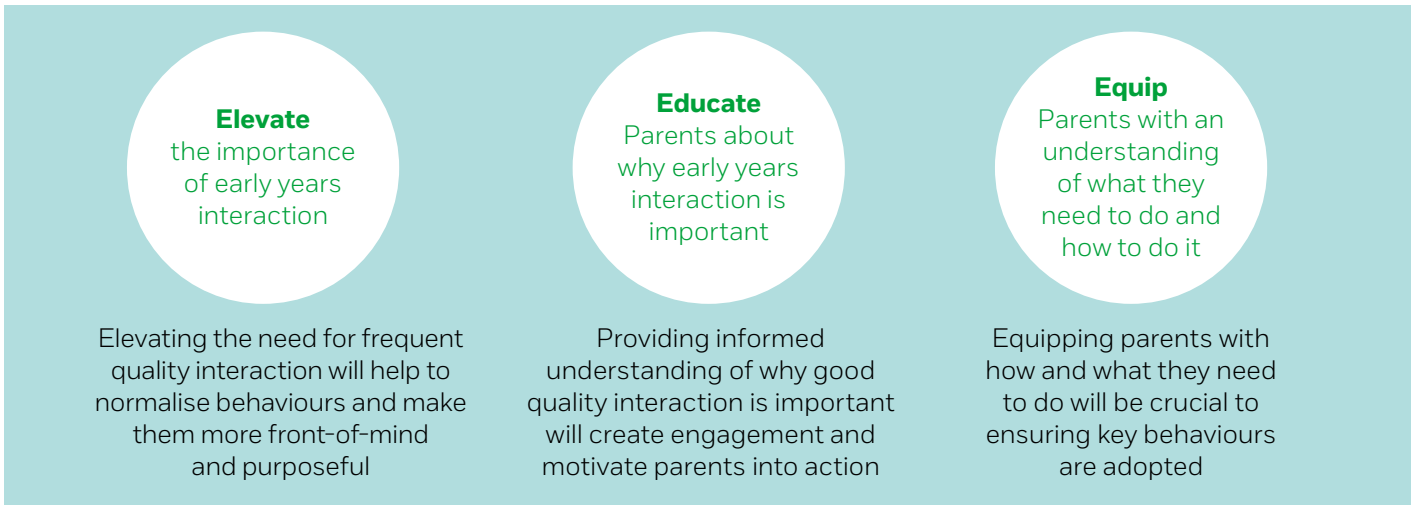 Elevate
the importance
of early years
interaction
Elevating the need for frequent
quality interaction will help to
normalise behaviours and make
them more front-of-mind
and purposeful
Educate
Parents about
why early years
interaction is
important
Providing informed
understanding of why good
quality interaction is important
will create engagement and
motivate parents into action
Equip
Parents with an
understanding
of what they
need to do and
how to do it
Equipping parents with
how and what they need
to do will be crucial to
ensuring key behaviours
are adopted